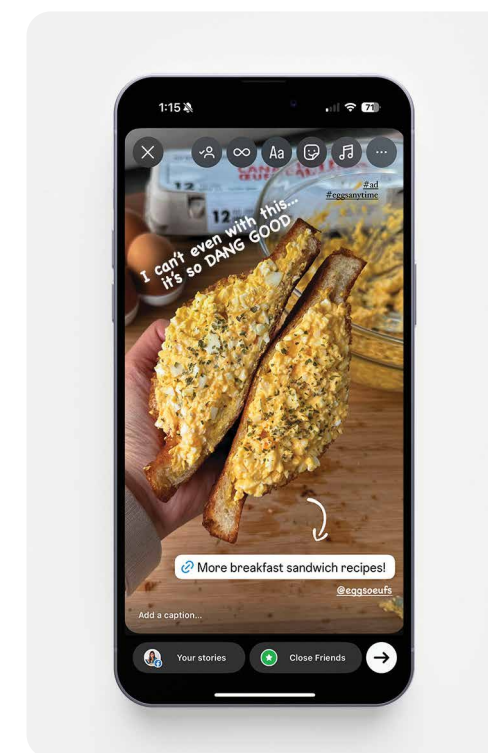 1:15
71
Aa
#ad
#eggsanytime
12
12
I can't even with this...
it's so DANG GOOD
More breakfast sandwich recipes!
@eggsoeufs
Add a caption...
Your stories
Close Friends